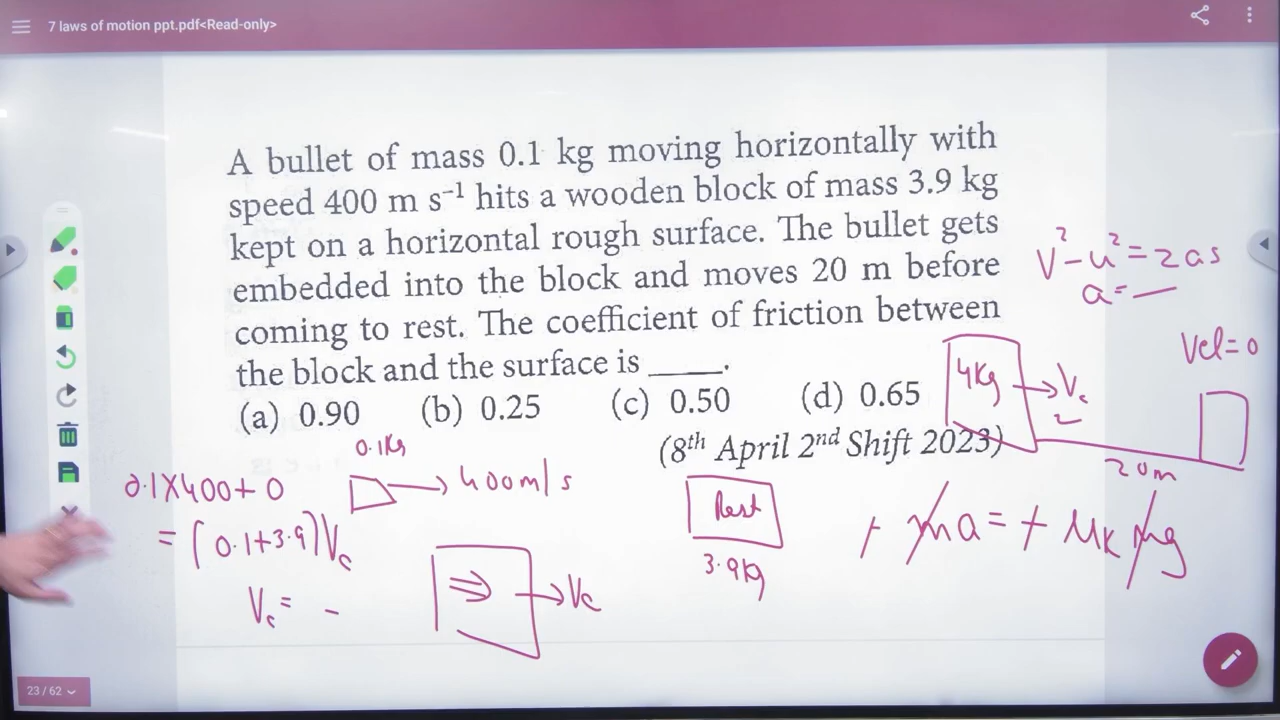 7 laws of motion ppt.pdf<Read-only>
A bullet of mass 0.1 kg moving horizontally with
speed 400 m s⁻¹ hits a wooden block of mass 3.9 kg
kept on a horizontal rough surface. The bullet gets
embedded into the block and moves 20 m before
coming to rest. The coefficient of friction between
the block and the surface is _____.
(a) 0.90 (b) 0.25 (c) 0.50 (d) 0.65
(8th April 2nd Shift 2023)
V²-u²=2as
a=—
Vel=0
4Kg
Vc
20m
0.1Kg
400m/s
0.1X400+0
=(0.1+3.9)Vc
Vc= -
Vc
Rest
3.9Kg
+ ma=+ μK mg
23 / 62